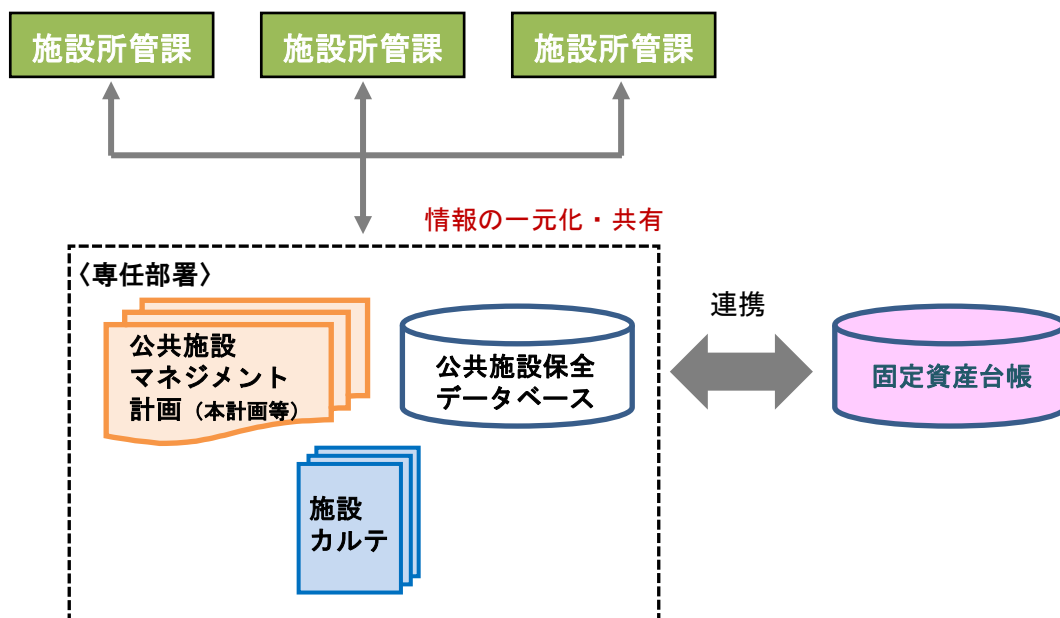 施設所管課
施設所管課
施設所管課
情報の一元化・共有
〈専任部署〉
公共施設
マネジメント
計画（本計画等）
公共施設保全
データベース
施設
カルテ
連携
固定資産台帳